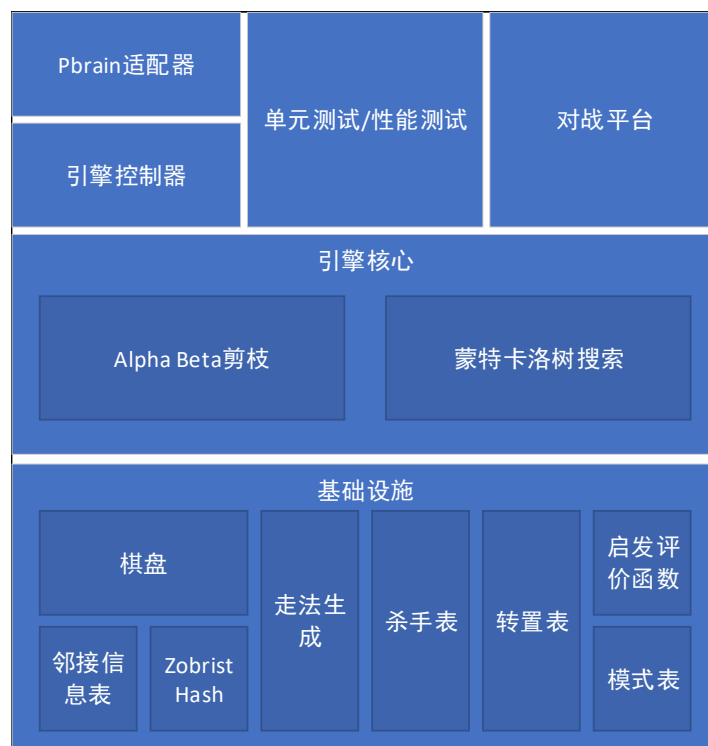 Pbrain适配器
单元测试/性能测试
对战平台
引擎控制器
引擎核心
Alpha Beta剪枝
蒙特卡洛树搜索
基础设施
棋盘
走法生
成
杀手表
转置表
启发评
价函数
邻接信
息表
Zobrist
Hash
模式表